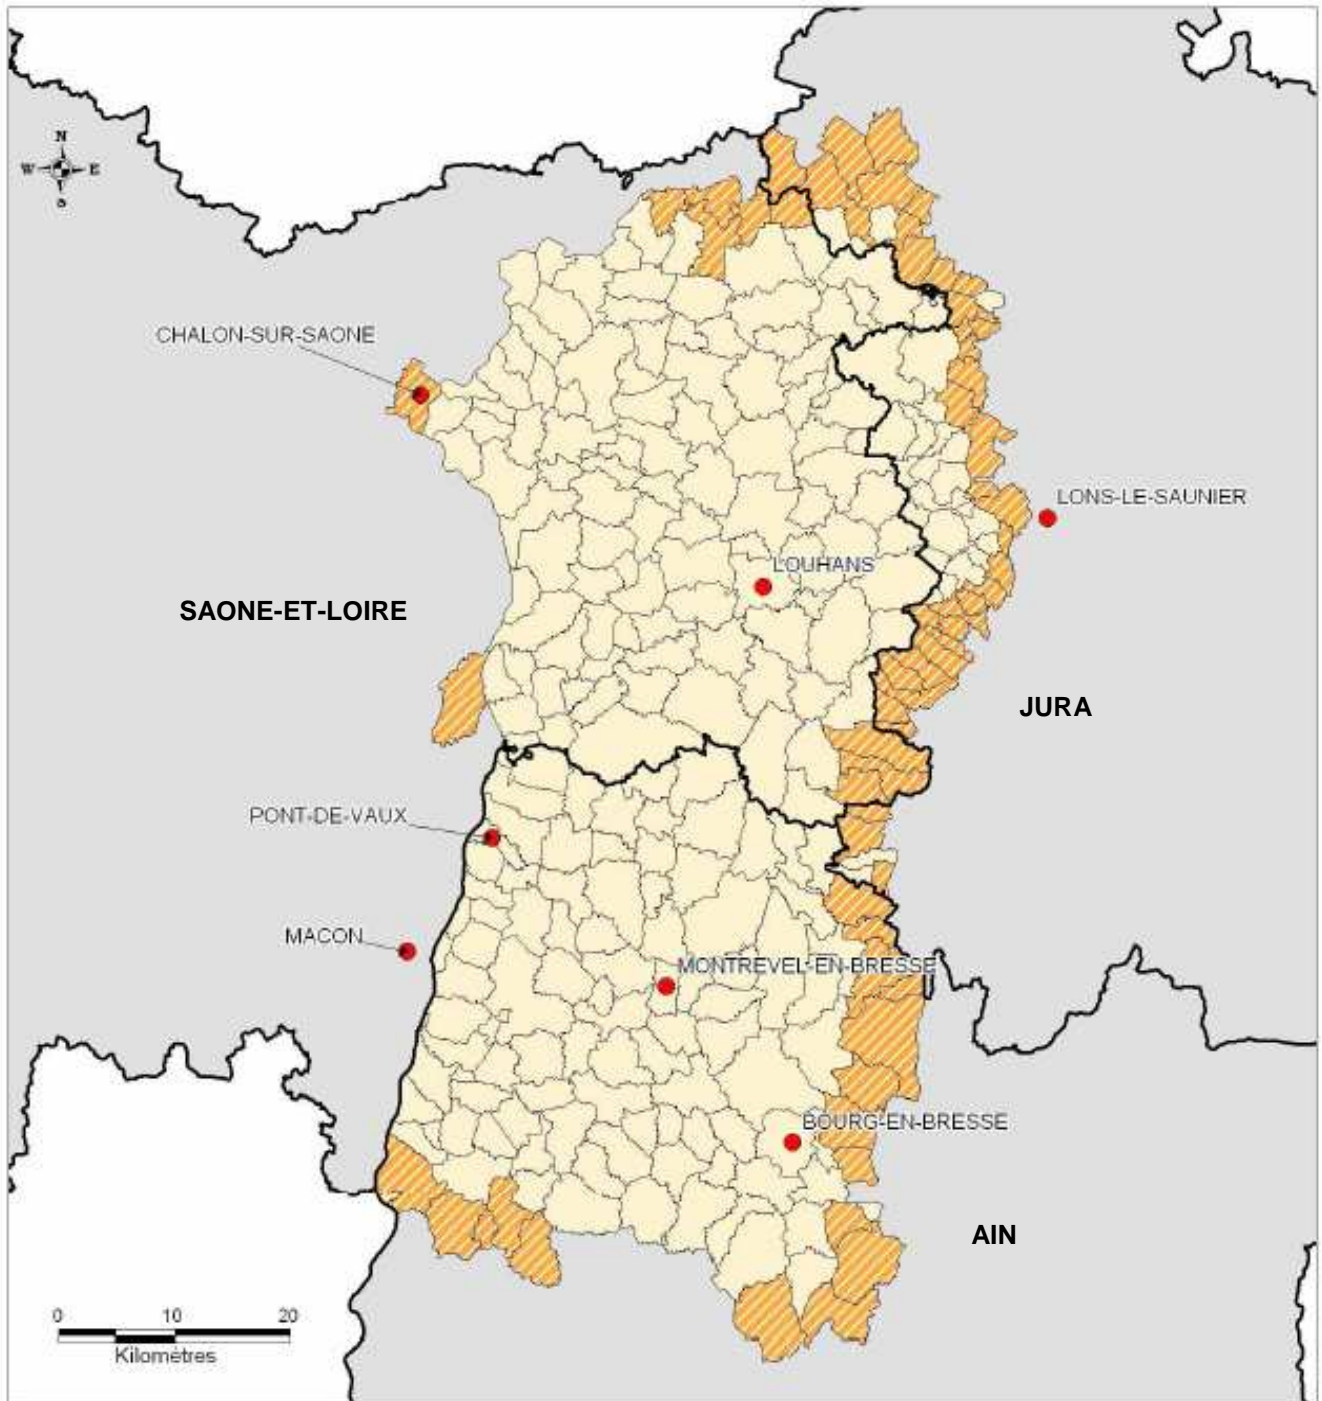 N
W E
S
CHALON-SUR-SAONE
LONS-LE-SAUNIER
LOUHANS
SAONE-ET-LOIRE
JURA
PONT-DE-VAUX
MACON
MONTREVEL-EN-BRESSE
BOURG-EN-BRESSE
AIN
0 10 20
Kilomètres